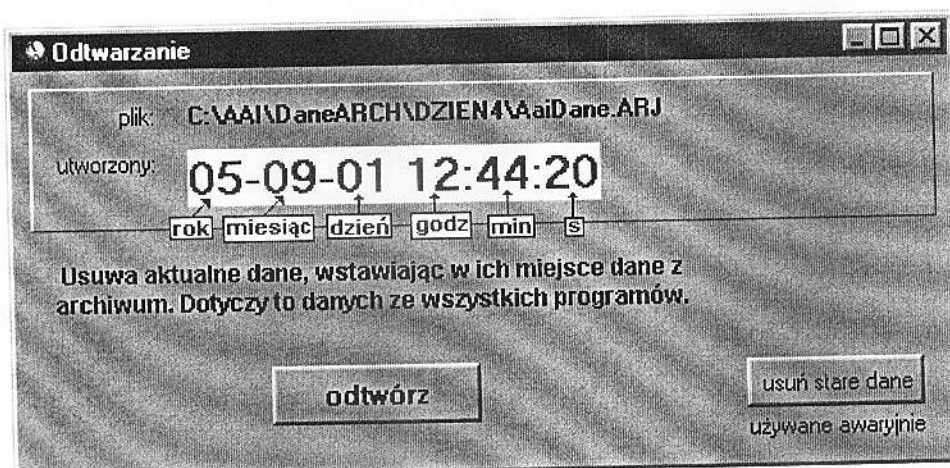 Odtwarzanie
plik: C:\AAI\DaneARCH\DZIEN4\AaiDane.ARJ
utworzony: 05-09-01 12:44:20
rok miesiąc dzień godz min s
Usuwa aktualne dane, wstawiając w ich miejsce dane z
archiwum. Dotyczy to danych ze wszystkich programów.
odtwórz
usuń stare dane
używane awaryjnie